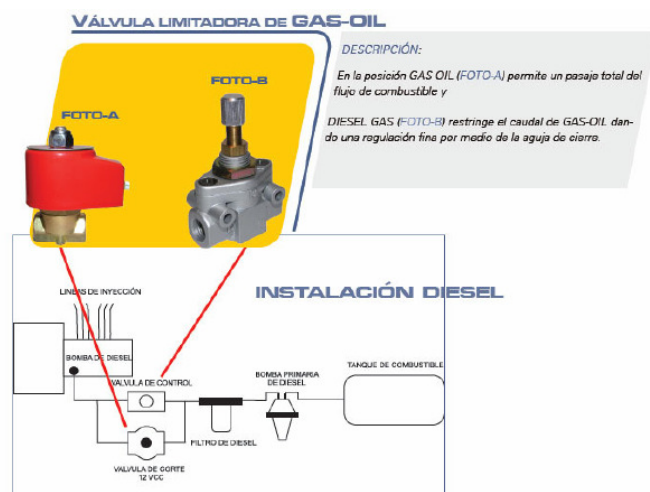 VÁLVULA LIMITADORA DE GAS-OIL
DESCRIPCIÓN:
En la posición GAS OIL (FOTO-A) permite un pasaje total del
flujo de combustible y
DIESEL GAS (FOTO-B) restringe el caudal de GAS-OIL dan-
do una regulación fina por medio de la aguja de cierre.
FOTO-B
FOTO-A
INSTALACIÓN DIESEL
LINEAS DE INYECCIÓN
BOMBA DE DIESEL
VALVULA DE CONTROL
BOMBA PRIMARIA
DE DIESEL
TANQUE DE COMBUSTIBLE
FILTRO DE DIESEL
VALVULA DE CORTE
12 VCC